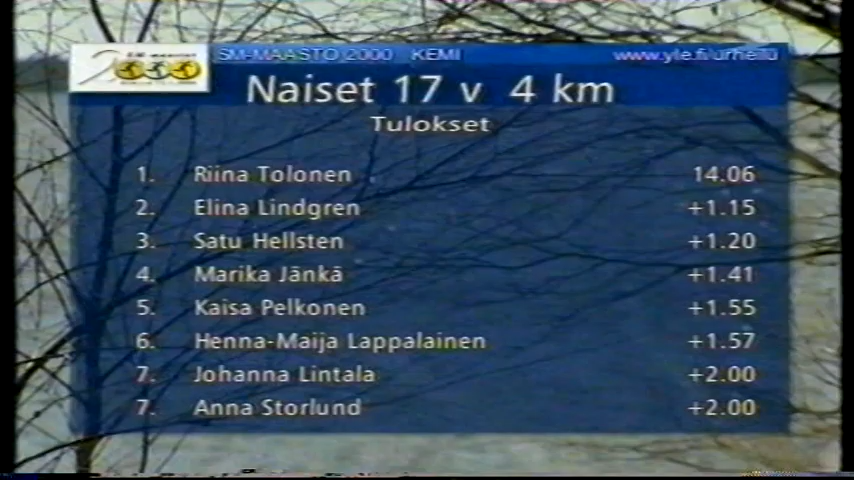 2000
SM-MAASTO 2000 KEMI
www.yle.fi/urheilu
Naiset 17 v 4 km
Tulokset
1. Riina Tolonen 14.06
2. Elina Lindgren +1.15
3. Satu Hellsten +1.20
4. Marika Jänkä +1.41
5. Kaisa Pelkonen +1.55
6. Henna-Maija Lappalainen +1.57
7. Johanna Lintala +2.00
7. Anna Storlund +2.00